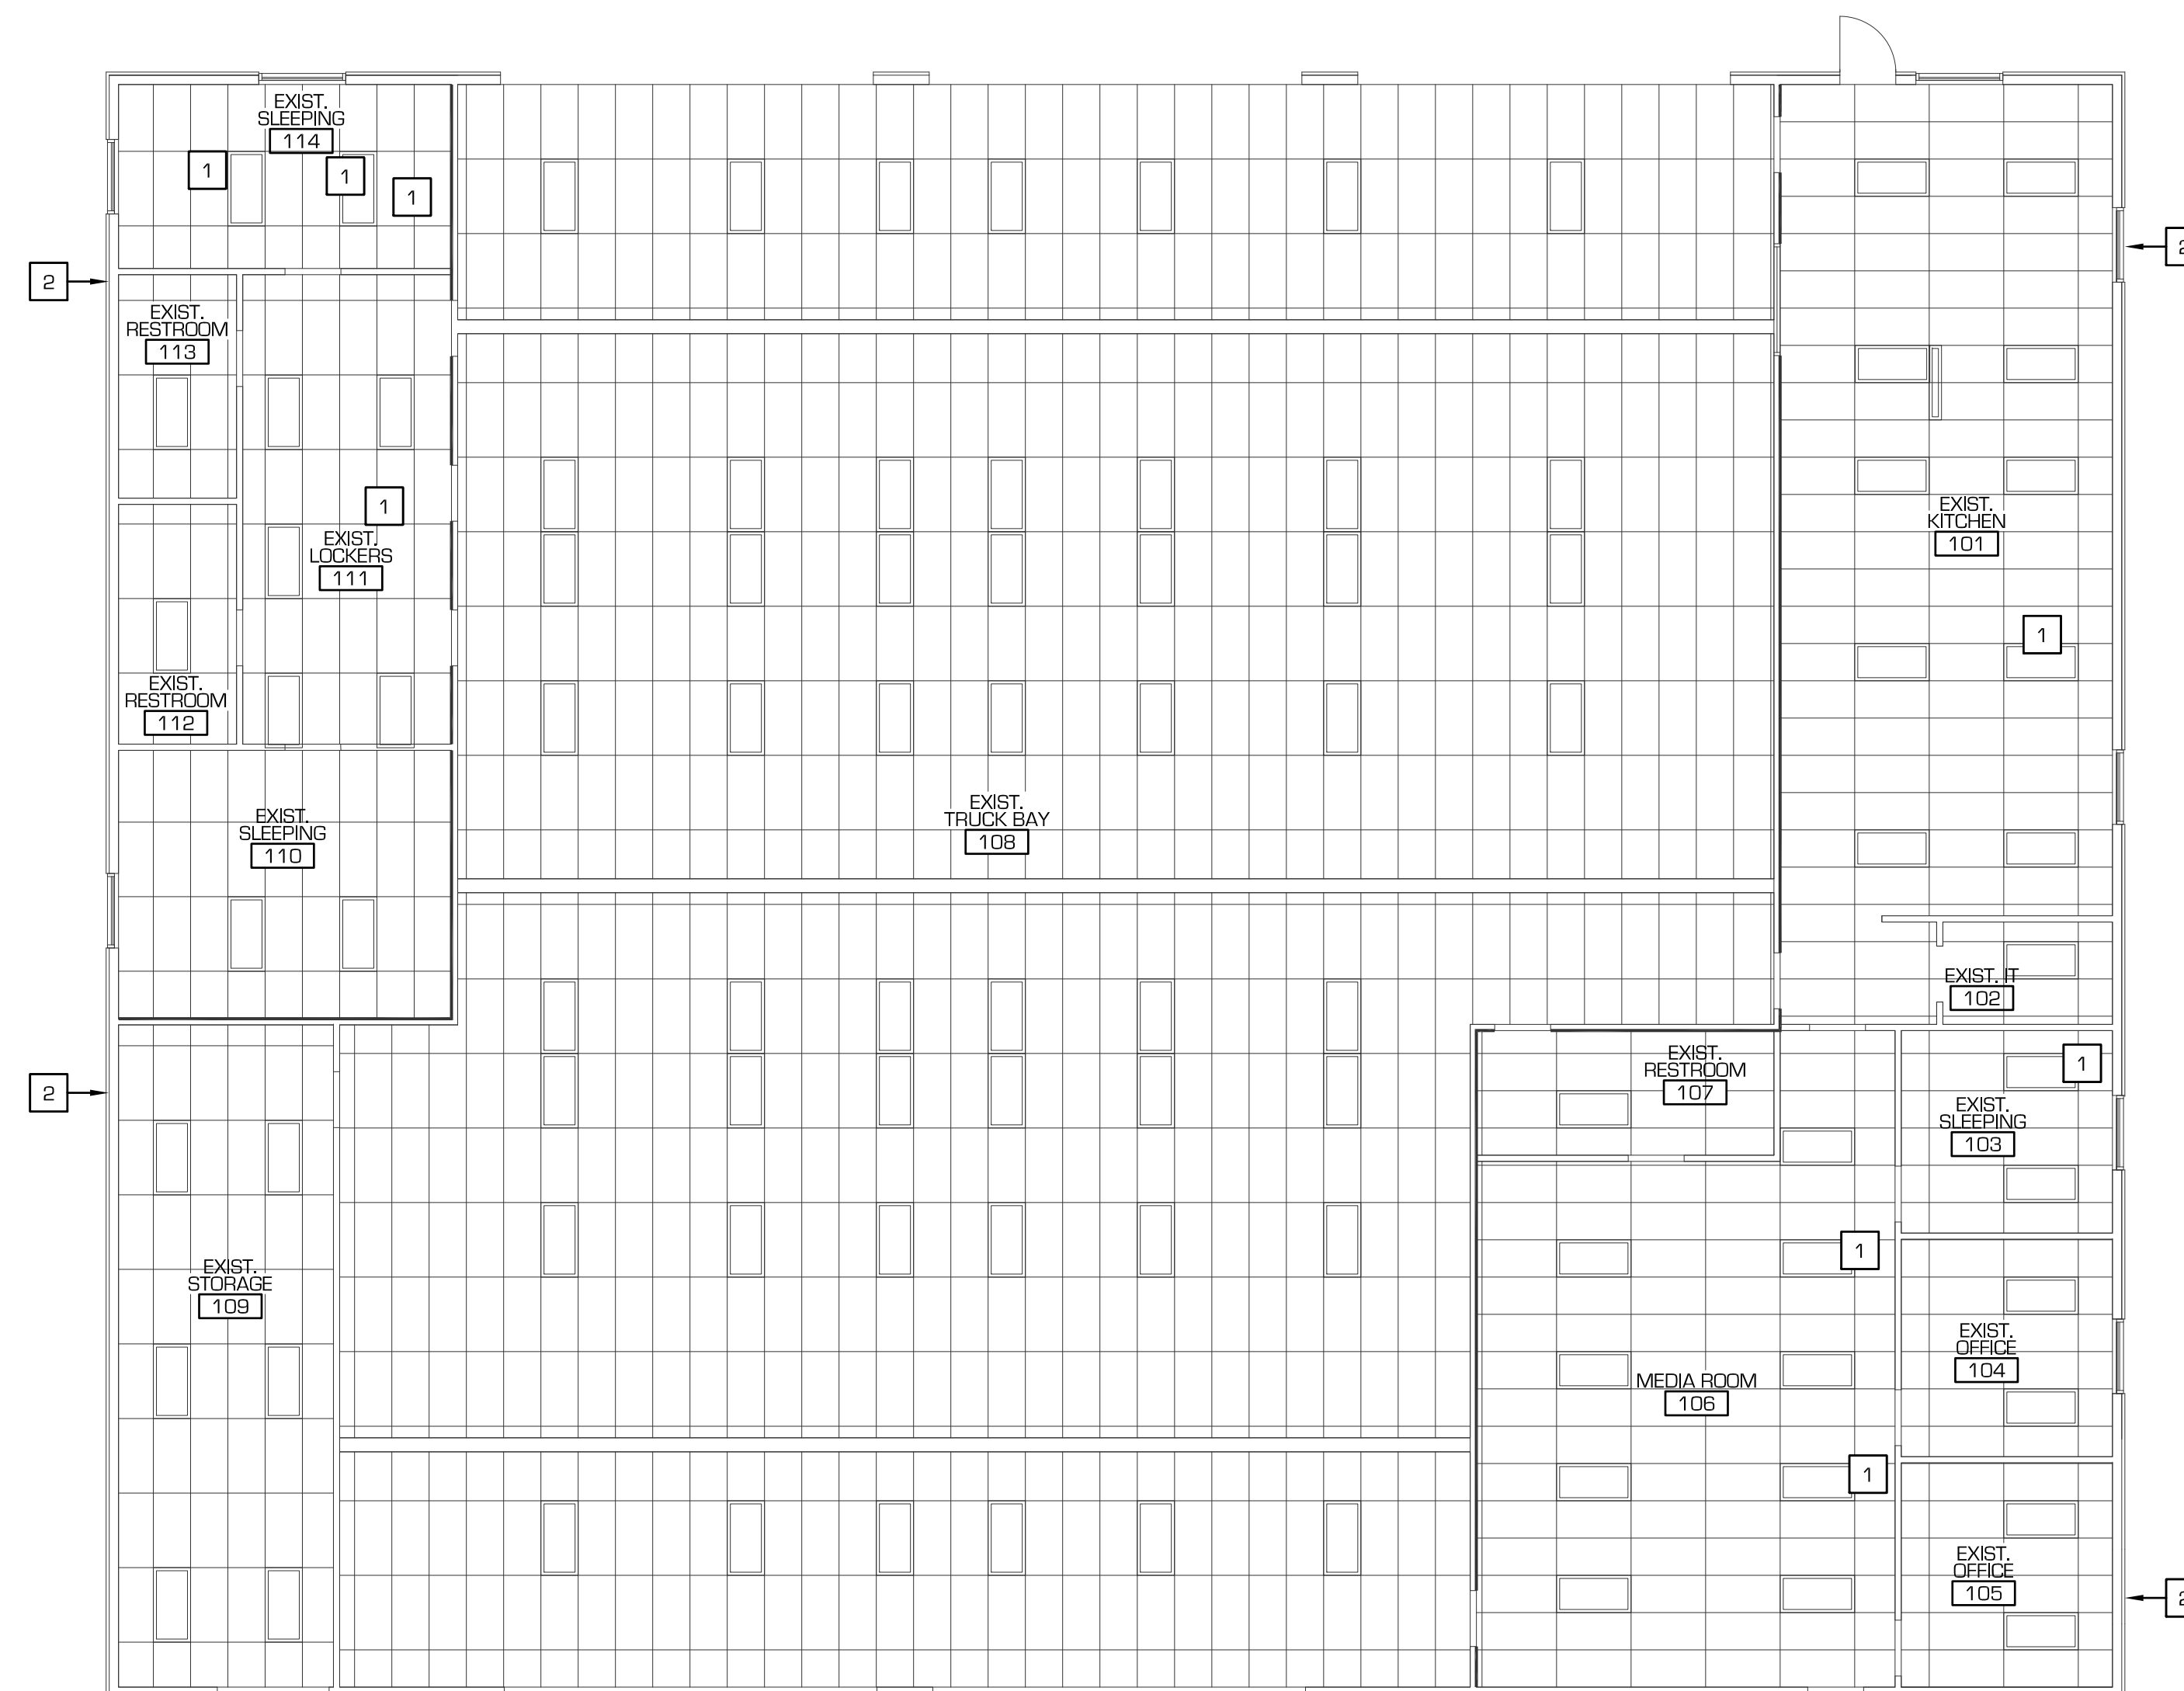 EXIST.
SLEEPING
114
1
1
1
2
2
EXIST.
RESTROOM
113
1
EXIST.
LOCKERS
111
EXIST.
KITCHEN
101
1
EXIST.
RESTROOM
112
EXIST.
SLEEPING
110
EXIST.
TRUCK BAY
108
EXIST. IT
102
2
EXIST.
RESTROOM
107
1
EXIST.
SLEEPING
103
1
EXIST.
STORAGE
109
EXIST.
OFFICE
104
MEDIA ROOM
106
1
EXIST.
OFFICE
105
2